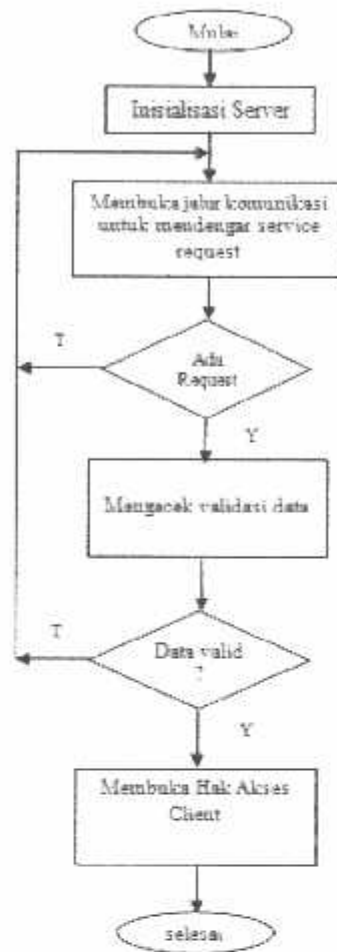 Mulai
Inisialisasi Server
Membuka jalur komunikasi
untuk mendengar service
request
T
Ada
Request
Y
Mengecek validasi data
T
Data valid
?
Y
Membuka Hak Akses
Client
selesai